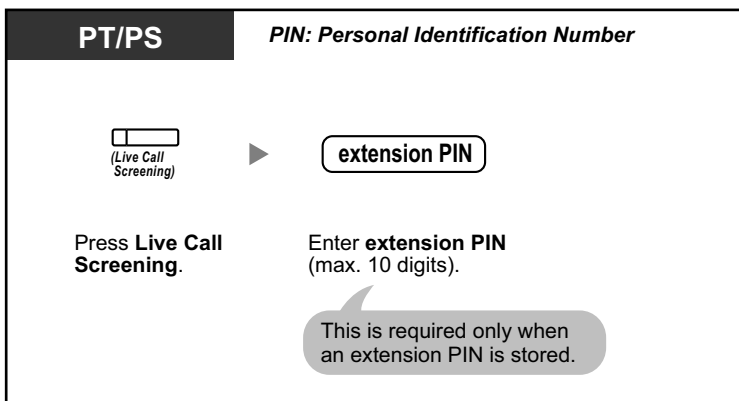 PT/PS
PIN: Personal Identification Number
(Live Call
Screening)
extension PIN
Press Live Call
Screening.
Enter extension PIN
(max. 10 digits).
This is required only when
an extension PIN is stored.